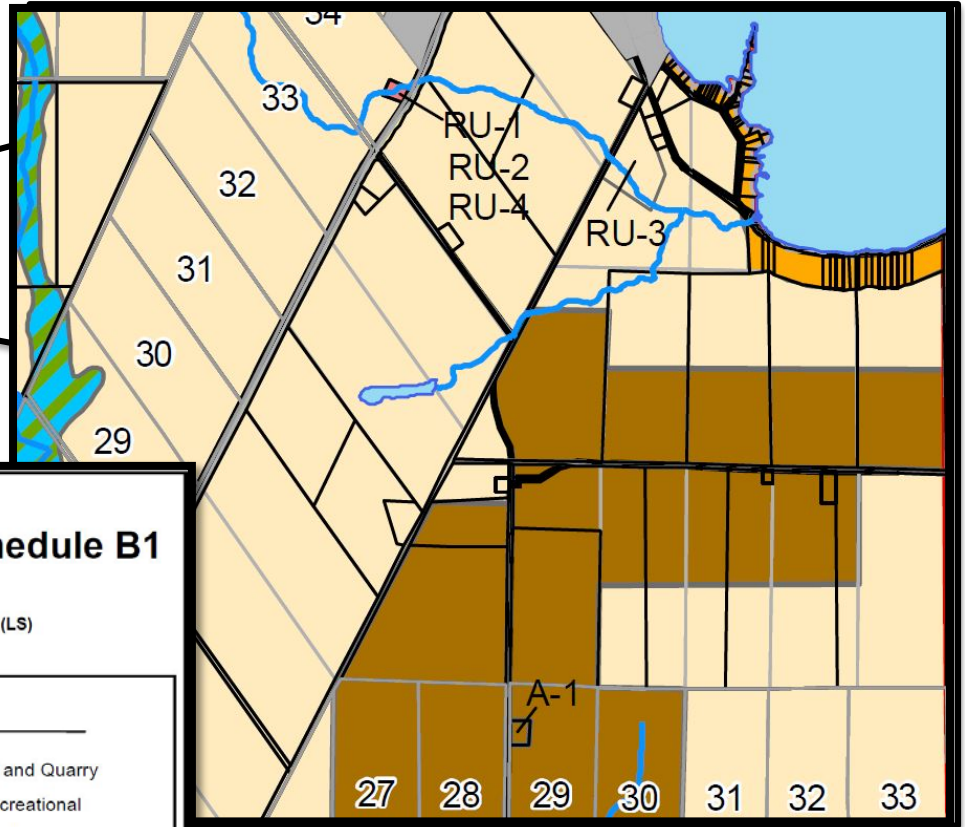 33
RU-1
32
RU-2
RU-4
RU-3
31
30
29
A-1
27 28 29 30 31 32 33
hedule B1
(LS)
and Quarry
creational